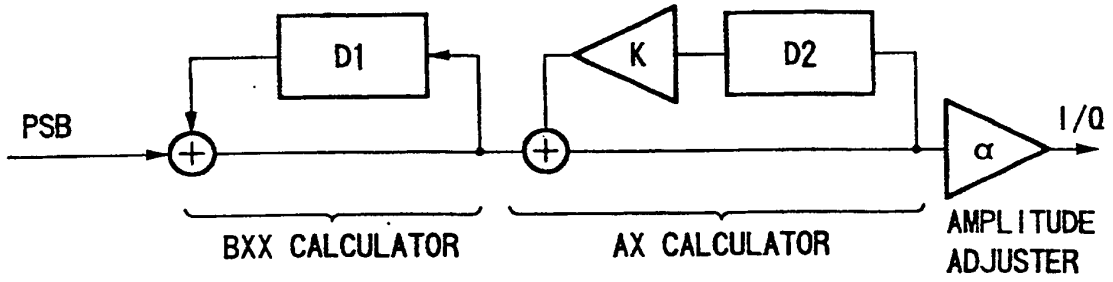 D1
K
D2
PSB
+
+
α
I/Q
BXX CALCULATOR
AX CALCULATOR
AMPLITUDE
ADJUSTER